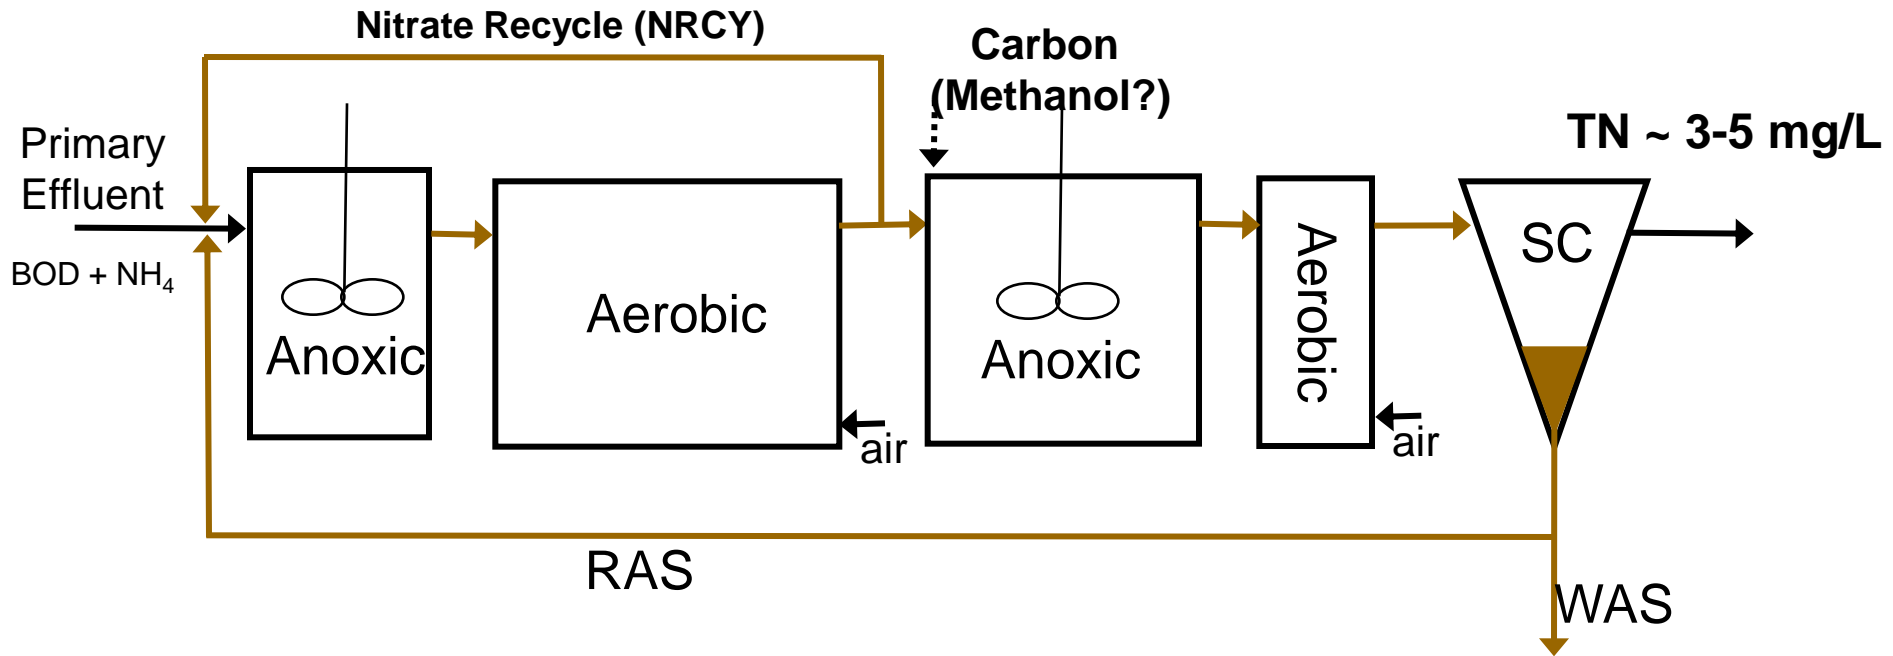 Nitrate Recycle (NRCY)
Carbon
(Methanol?)
TN ~ 3-5 mg/L
Primary
Effluent
BOD + NH₄
Anoxic
Aerobic
air
Anoxic
Aerobic
air
SC
RAS
WAS